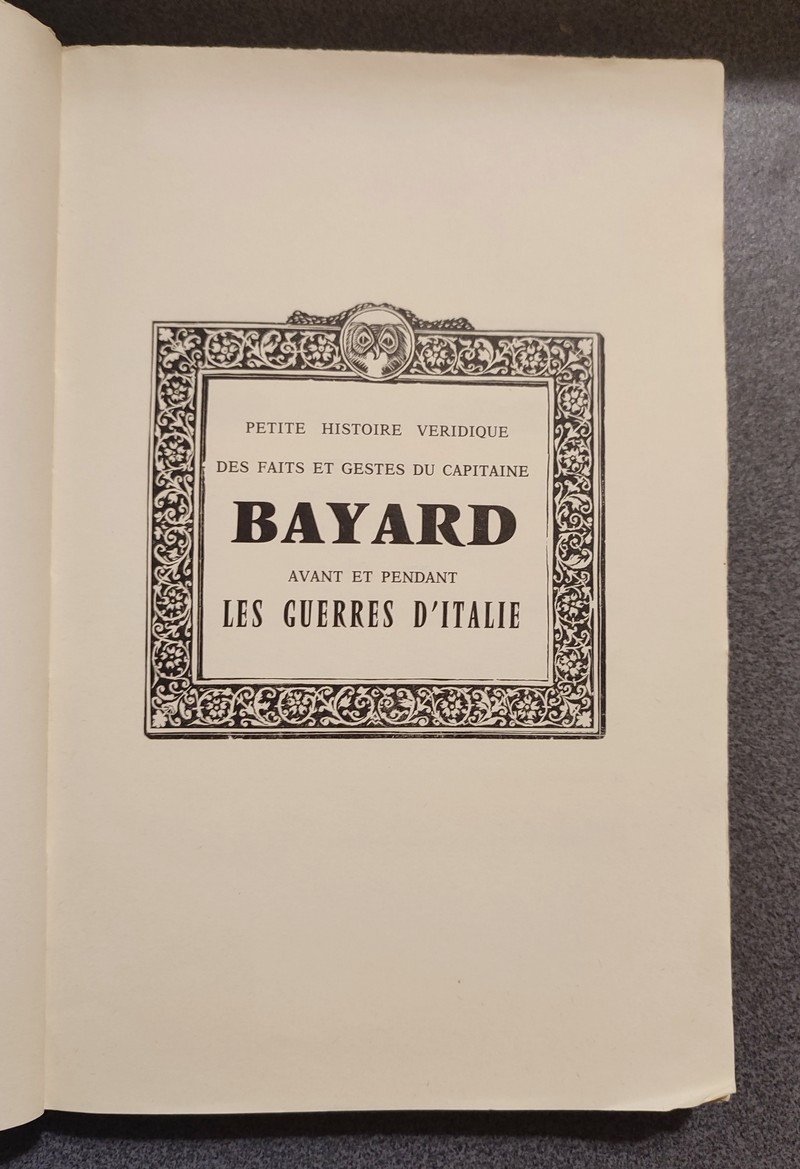 PETITE HISTOIRE VERIDIQUE
DES FAITS ET GESTES DU CAPITAINE
BAYARD
AVANT ET PENDANT
LES GUERRES D'ITALIE